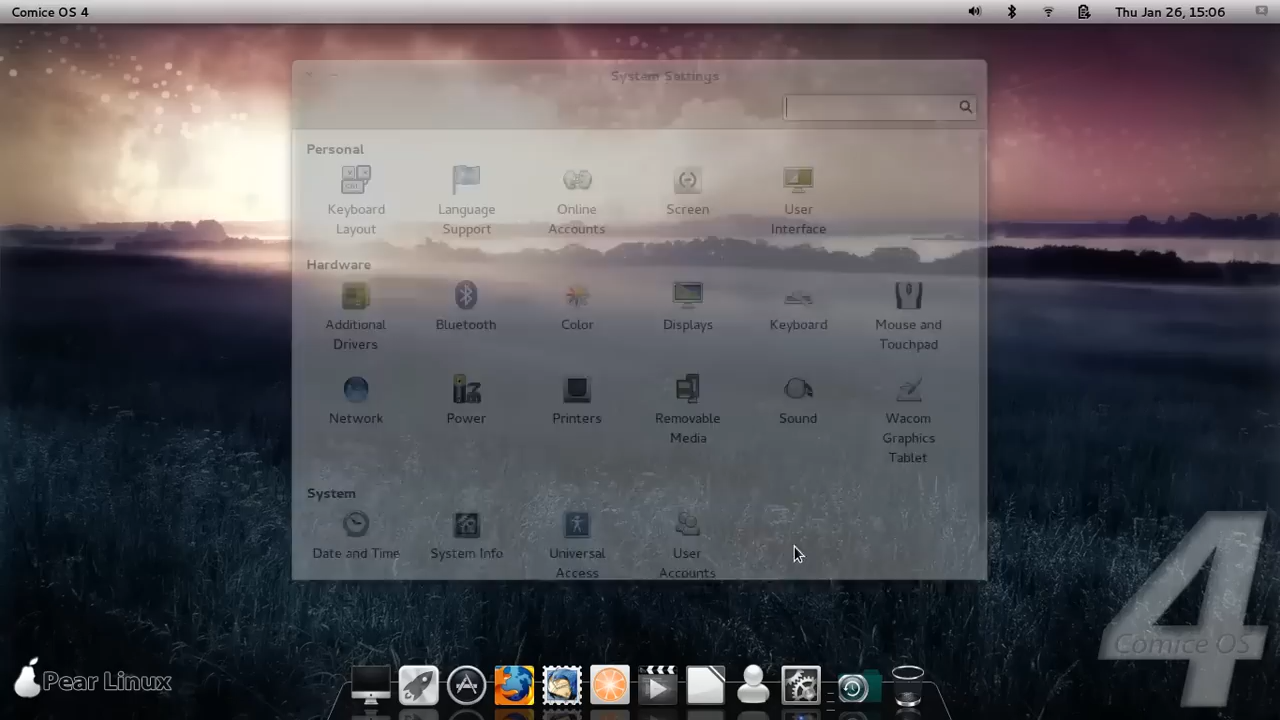 Comice OS 4
Thu Jan 26, 15:06
System Settings
Personal
Keyboard Layout
Language Support
Online Accounts
Screen
User Interface
Hardware
Additional Drivers
Bluetooth
Color
Displays
Keyboard
Mouse and Touchpad
Network
Power
Printers
Removable Media
Sound
Wacom Graphics Tablet
System
Date and Time
System Info
Universal Access
User Accounts
4
Comice OS
Pear Linux